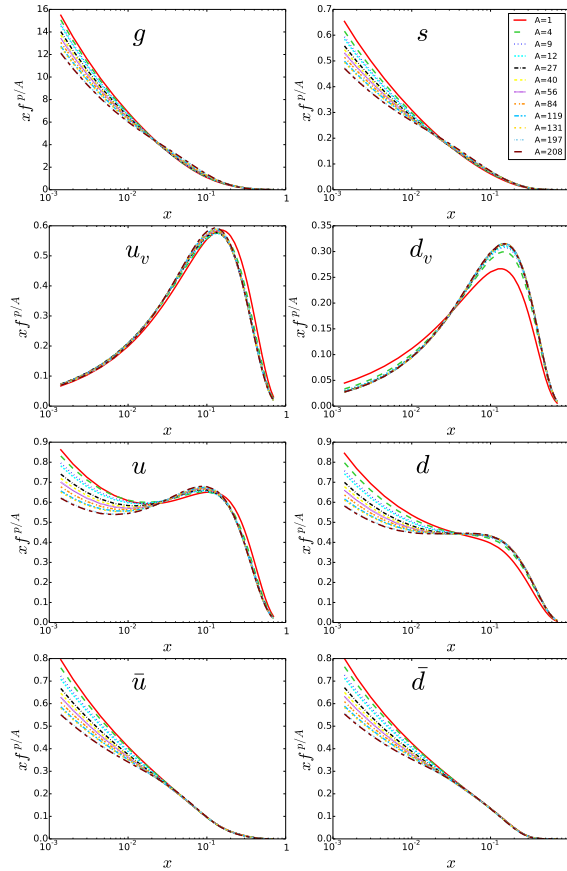 16
14
12
10
8
6
4
2
0
x f^{p/A}
g
10^{-3} 10^{-2} 10^{-1} 1
x
0.7
0.6
0.5
0.4
0.3
0.2
0.1
0.0
x f^{p/A}
s
A=1
A=4
A=9
A=12
A=27
A=40
A=56
A=84
A=119
A=131
A=197
A=208
10^{-3} 10^{-2} 10^{-1}
x
0.6
0.5
0.4
0.3
0.2
0.1
0.0
x f^{p/A}
u_v
10^{-3} 10^{-2} 10^{-1} 1
x
0.35
0.30
0.25
0.20
0.15
0.10
0.05
0.00
x f^{p/A}
d_v
10^{-3} 10^{-2} 10^{-1}
x
0.9
0.8
0.7
0.6
0.5
0.4
0.3
0.2
0.1
0.0
x f^{p/A}
u
10^{-3} 10^{-2} 10^{-1} 1
x
0.9
0.8
0.7
0.6
0.5
0.4
0.3
0.2
0.1
0.0
x f^{p/A}
d
10^{-3} 10^{-2} 10^{-1}
x
0.8
0.7
0.6
0.5
0.4
0.3
0.2
0.1
0.0
x f^{p/A}
ū
10^{-3} 10^{-2} 10^{-1} 1
x
0.8
0.7
0.6
0.5
0.4
0.3
0.2
0.1
0.0
x f^{p/A}
d̄
10^{-3} 10^{-2} 10^{-1}
x